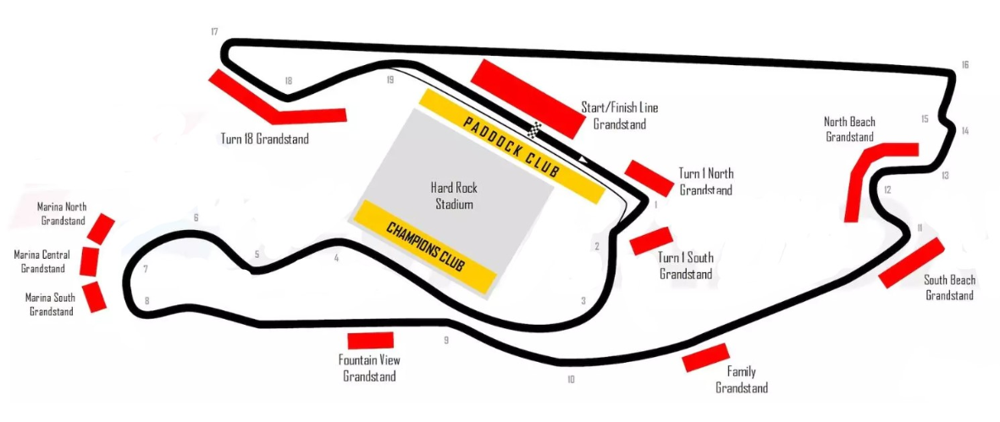 17
16
18
19
Start/Finish Line
Grandstand
PADDOCK CLUB
15
14
North Beach
Grandstand
Turn 18 Grandstand
Turn 1 North
Grandstand
13
12
Hard Rock
Stadium
1
Marina North
Grandstand
6
CHAMPIONS CLUB
11
2
5
4
Marina Central
Grandstand
7
Turn 1 South
Grandstand
South Beach
Grandstand
Marina South
Grandstand
8
3
9
Fountain View
Grandstand
10
Family
Grandstand